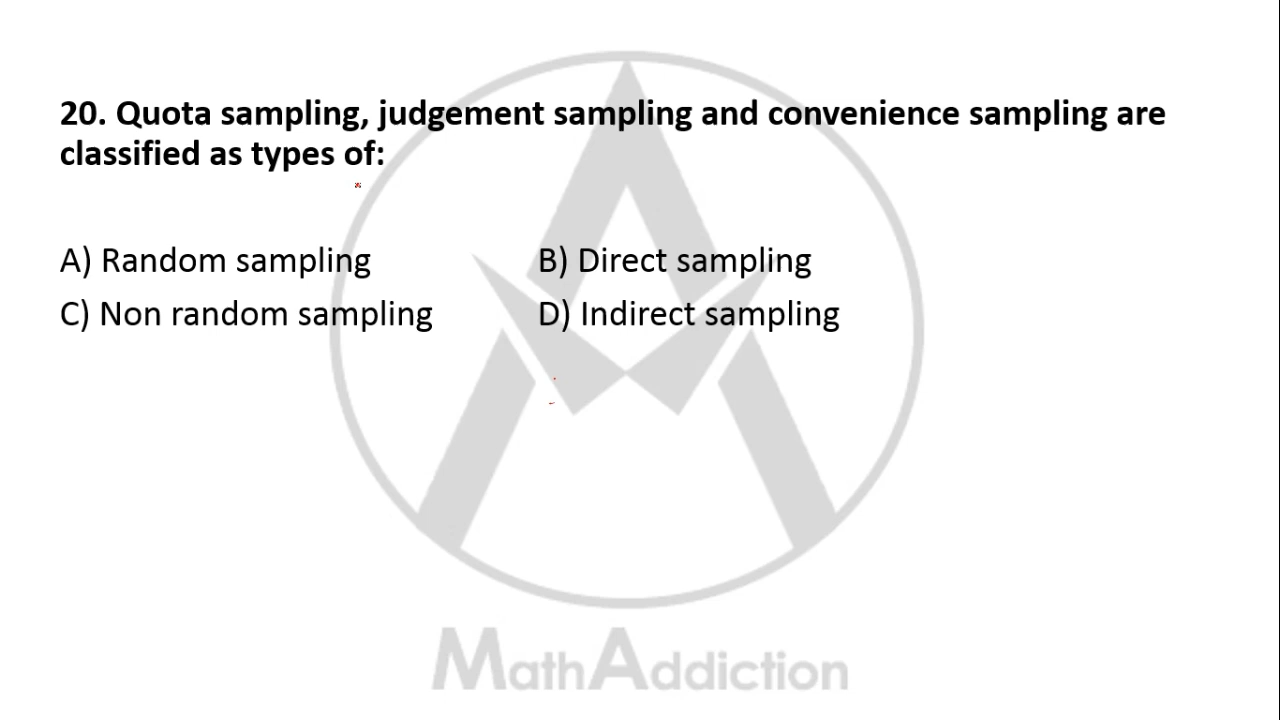 20. Quota sampling, judgement sampling and convenience sampling are
classified as types of:
A) Random sampling B) Direct sampling
C) Non random sampling D) Indirect sampling
MathAddiction